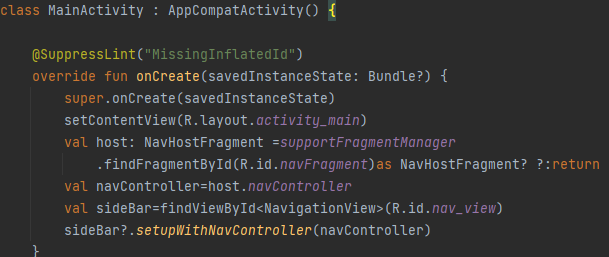 class MainActivity : AppCompatActivity() {
@SuppressLint("MissingInflatedId")
override fun onCreate(savedInstanceState: Bundle?) {
super.onCreate(savedInstanceState)
setContentView(R.layout.activity_main)
val host: NavHostFragment =supportFragmentManager
.findFragmentById(R.id.navFragment)as NavHostFragment? ?:return
val navController=host.navController
val sideBar=findViewById<NavigationView>(R.id.nav_view)
sideBar?.setupWithNavController(navController)
}